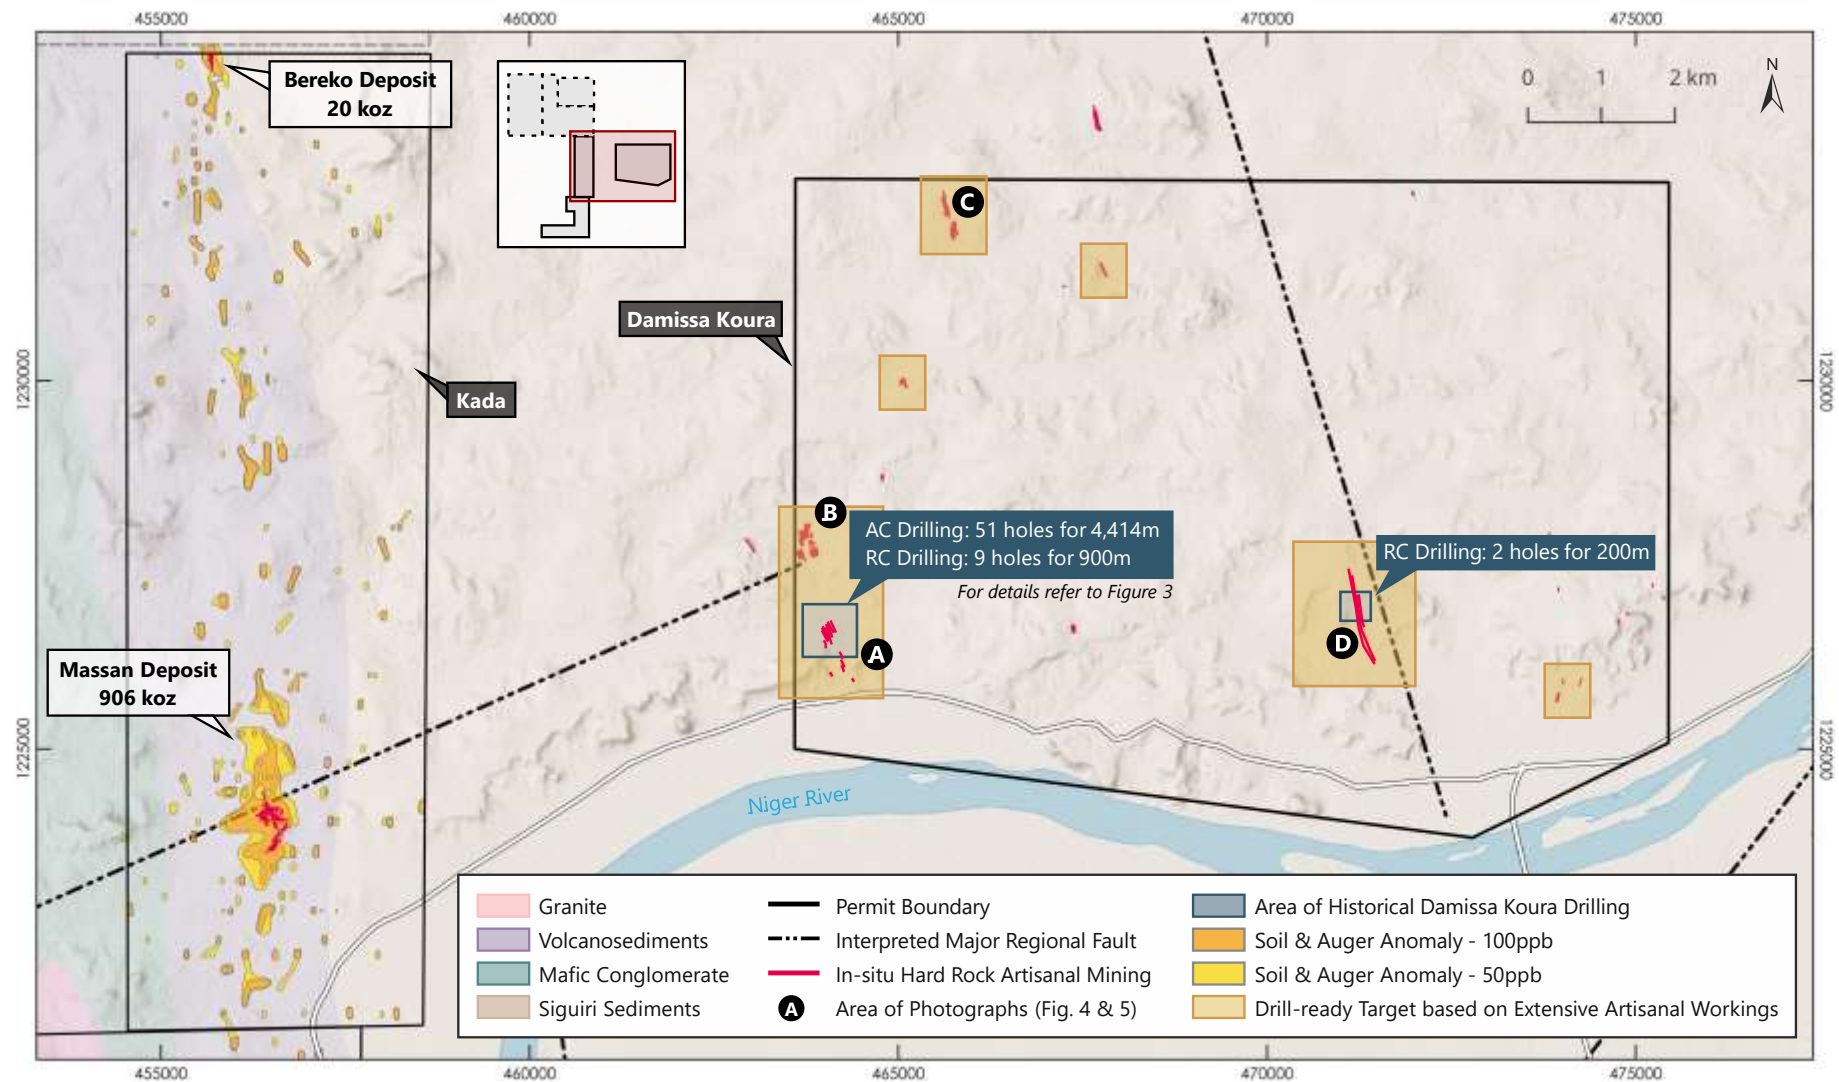 455000
460000
465000
470000
475000
Bereko Deposit
20 koz
0 1 2 km
N
C
Damissa Koura
1230000
1230000
Kada
B
AC Drilling: 51 holes for 4,414m
RC Drilling: 9 holes for 900m
For details refer to Figure 3
RC Drilling: 2 holes for 200m
A
D
Massan Deposit
906 koz
1225000
1225000
Niger River
Granite
Volcanosediments
Mafic Conglomerate
Siguiri Sediments
Permit Boundary
Interpreted Major Regional Fault
In-situ Hard Rock Artisanal Mining
A Area of Photographs (Fig. 4 & 5)
Area of Historical Damissa Koura Drilling
Soil & Auger Anomaly - 100ppb
Soil & Auger Anomaly - 50ppb
Drill-ready Target based on Extensive Artisanal Workings
455000
460000
465000
470000
475000